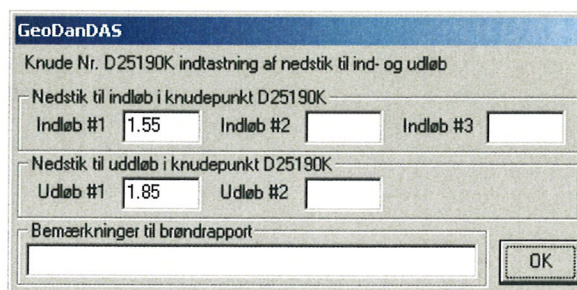 GeoDanDAS
Knude Nr. D25190K indtastning af nedstik til ind- og udløb
Nedstik til indløb i knudepunkt D25190K
Indløb #1 1.55 Indløb #2 Indløb #3
Nedstik til uddløb i knudepunkt D25190K
Udløb #1 1.85 Udløb #2
Bemærkninger til brøndrapport
OK